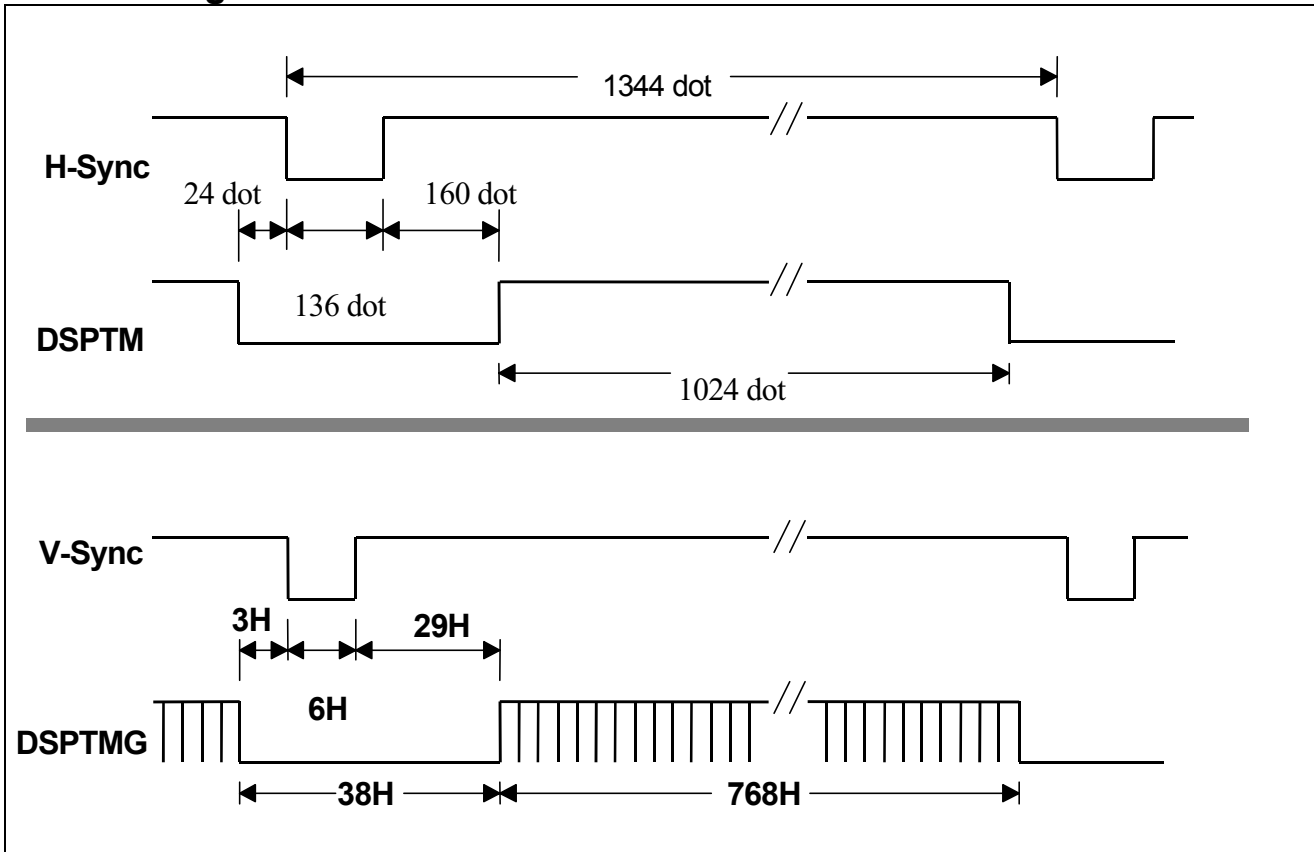 1344 dot
H-Sync
24 dot
160 dot
136 dot
DSPTM
1024 dot
V-Sync
3H
29H
6H
DSPTMG
38H
768H